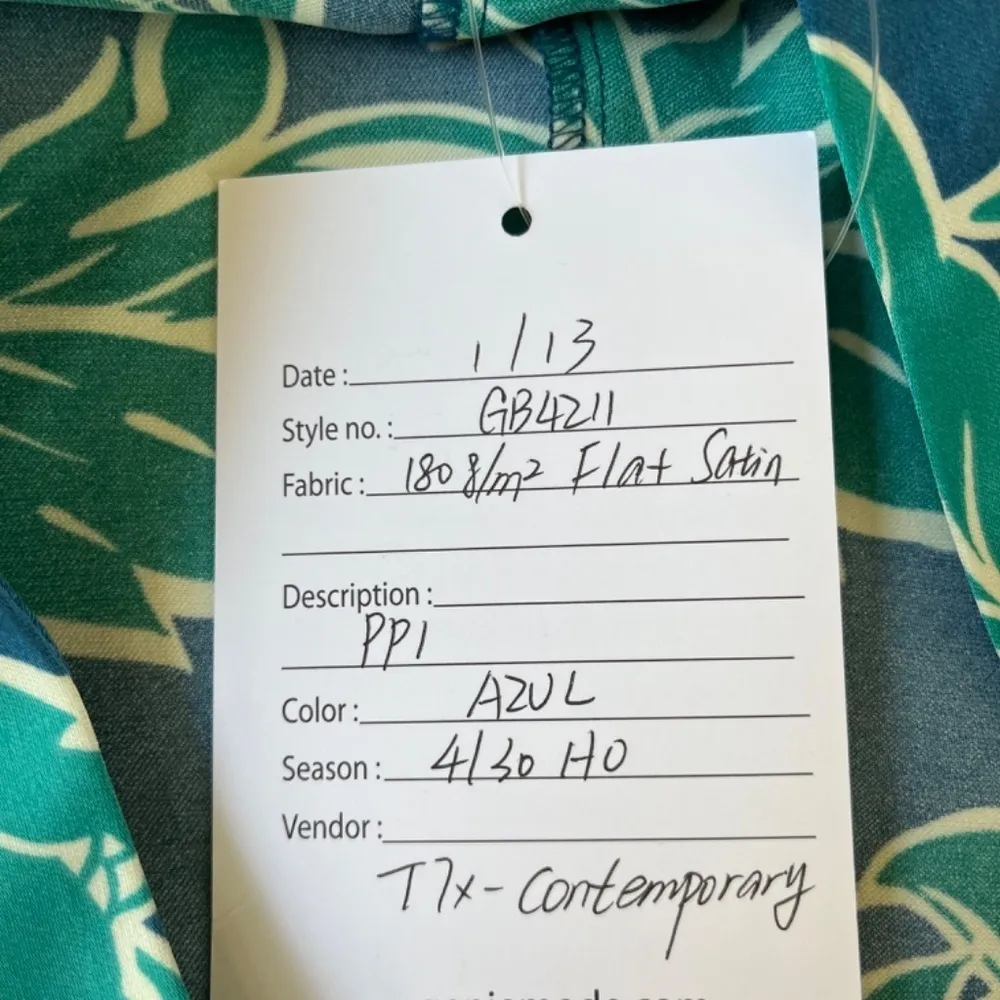 Date : 1/13
Style no. : GB4211
Fabric : 180 g/m² Flat Satin
Description :
PP1
Color : AZUL
Season : 4/30 HO
Vendor :
T7x - Contemporary